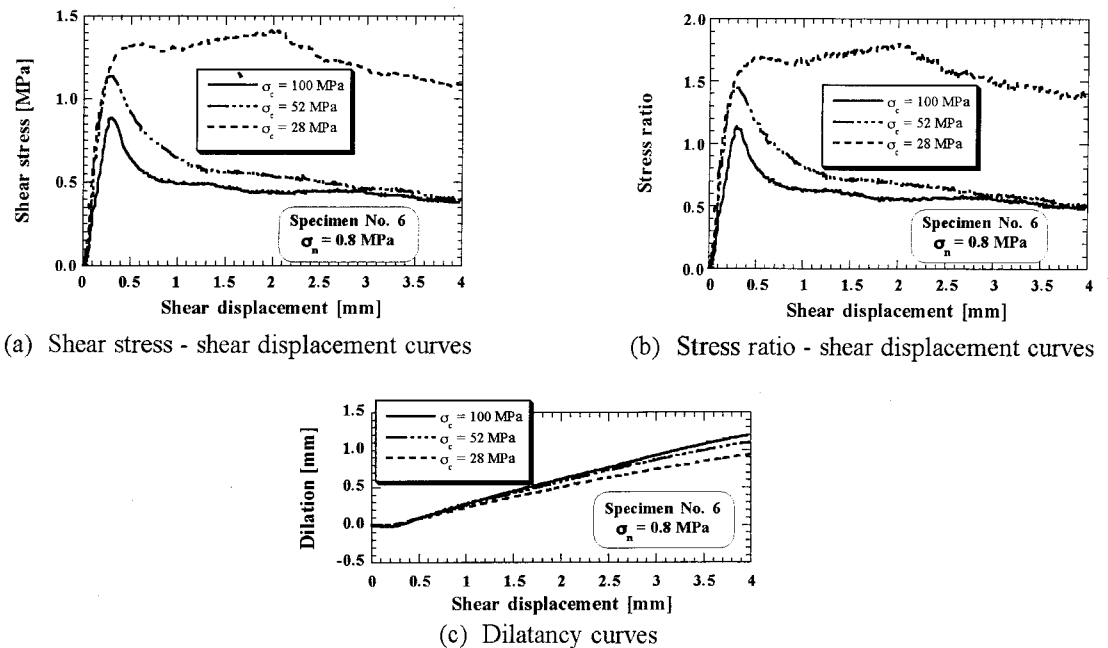 1.5
1.0
0.5
0.0
Shear stress [MPa]
σc = 100 MPa
σc = 52 MPa
σc = 28 MPa
Specimen No. 6
σn = 0.8 MPa
0 0.5 1 1.5 2 2.5 3 3.5 4
Shear displacement [mm]
(a) Shear stress - shear displacement curves
2.0
1.5
1.0
0.5
0.0
Stress ratio
σc = 100 MPa
σc = 52 MPa
σc = 28 MPa
Specimen No. 6
σn = 0.8 MPa
0 0.5 1 1.5 2 2.5 3 3.5 4
Shear displacement [mm]
(b) Stress ratio - shear displacement curves
1.5
1.0
0.5
0.0
-0.5
Dilation [mm]
σc = 100 MPa
σc = 52 MPa
σc = 28 MPa
Specimen No. 6
σn = 0.8 MPa
0 0.5 1 1.5 2 2.5 3 3.5 4
Shear displacement [mm]
(c) Dilatancy curves